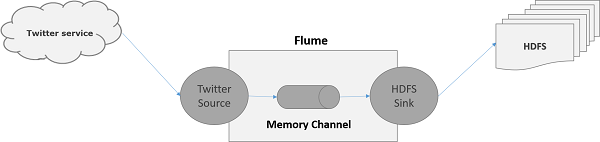 Twitter service
Flume
HDFS
Twitter
Source
HDFS
Sink
Memory Channel